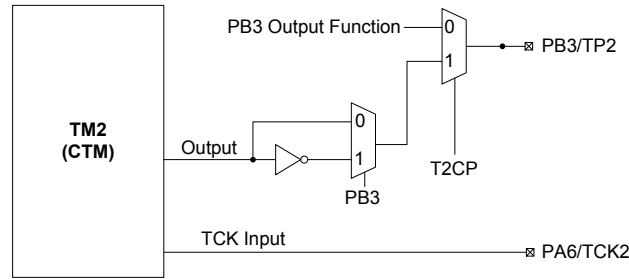 PB3 Output Function
0
1
PB3/TP2
TM2
(CTM)
Output
0
1
T2CP
PB3
TCK Input
PA6/TCK2